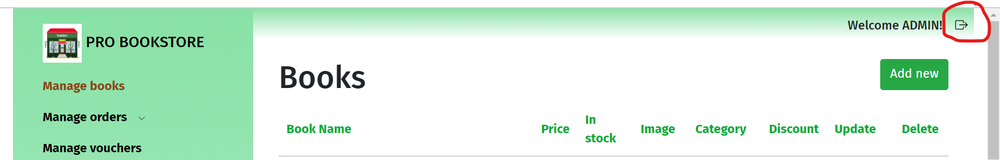 PRO BOOKSTORE
Welcome ADMIN!
Manage books
Manage orders
Manage vouchers
Books
Add new
Book Name Price In stock Image Category Discount Update Delete